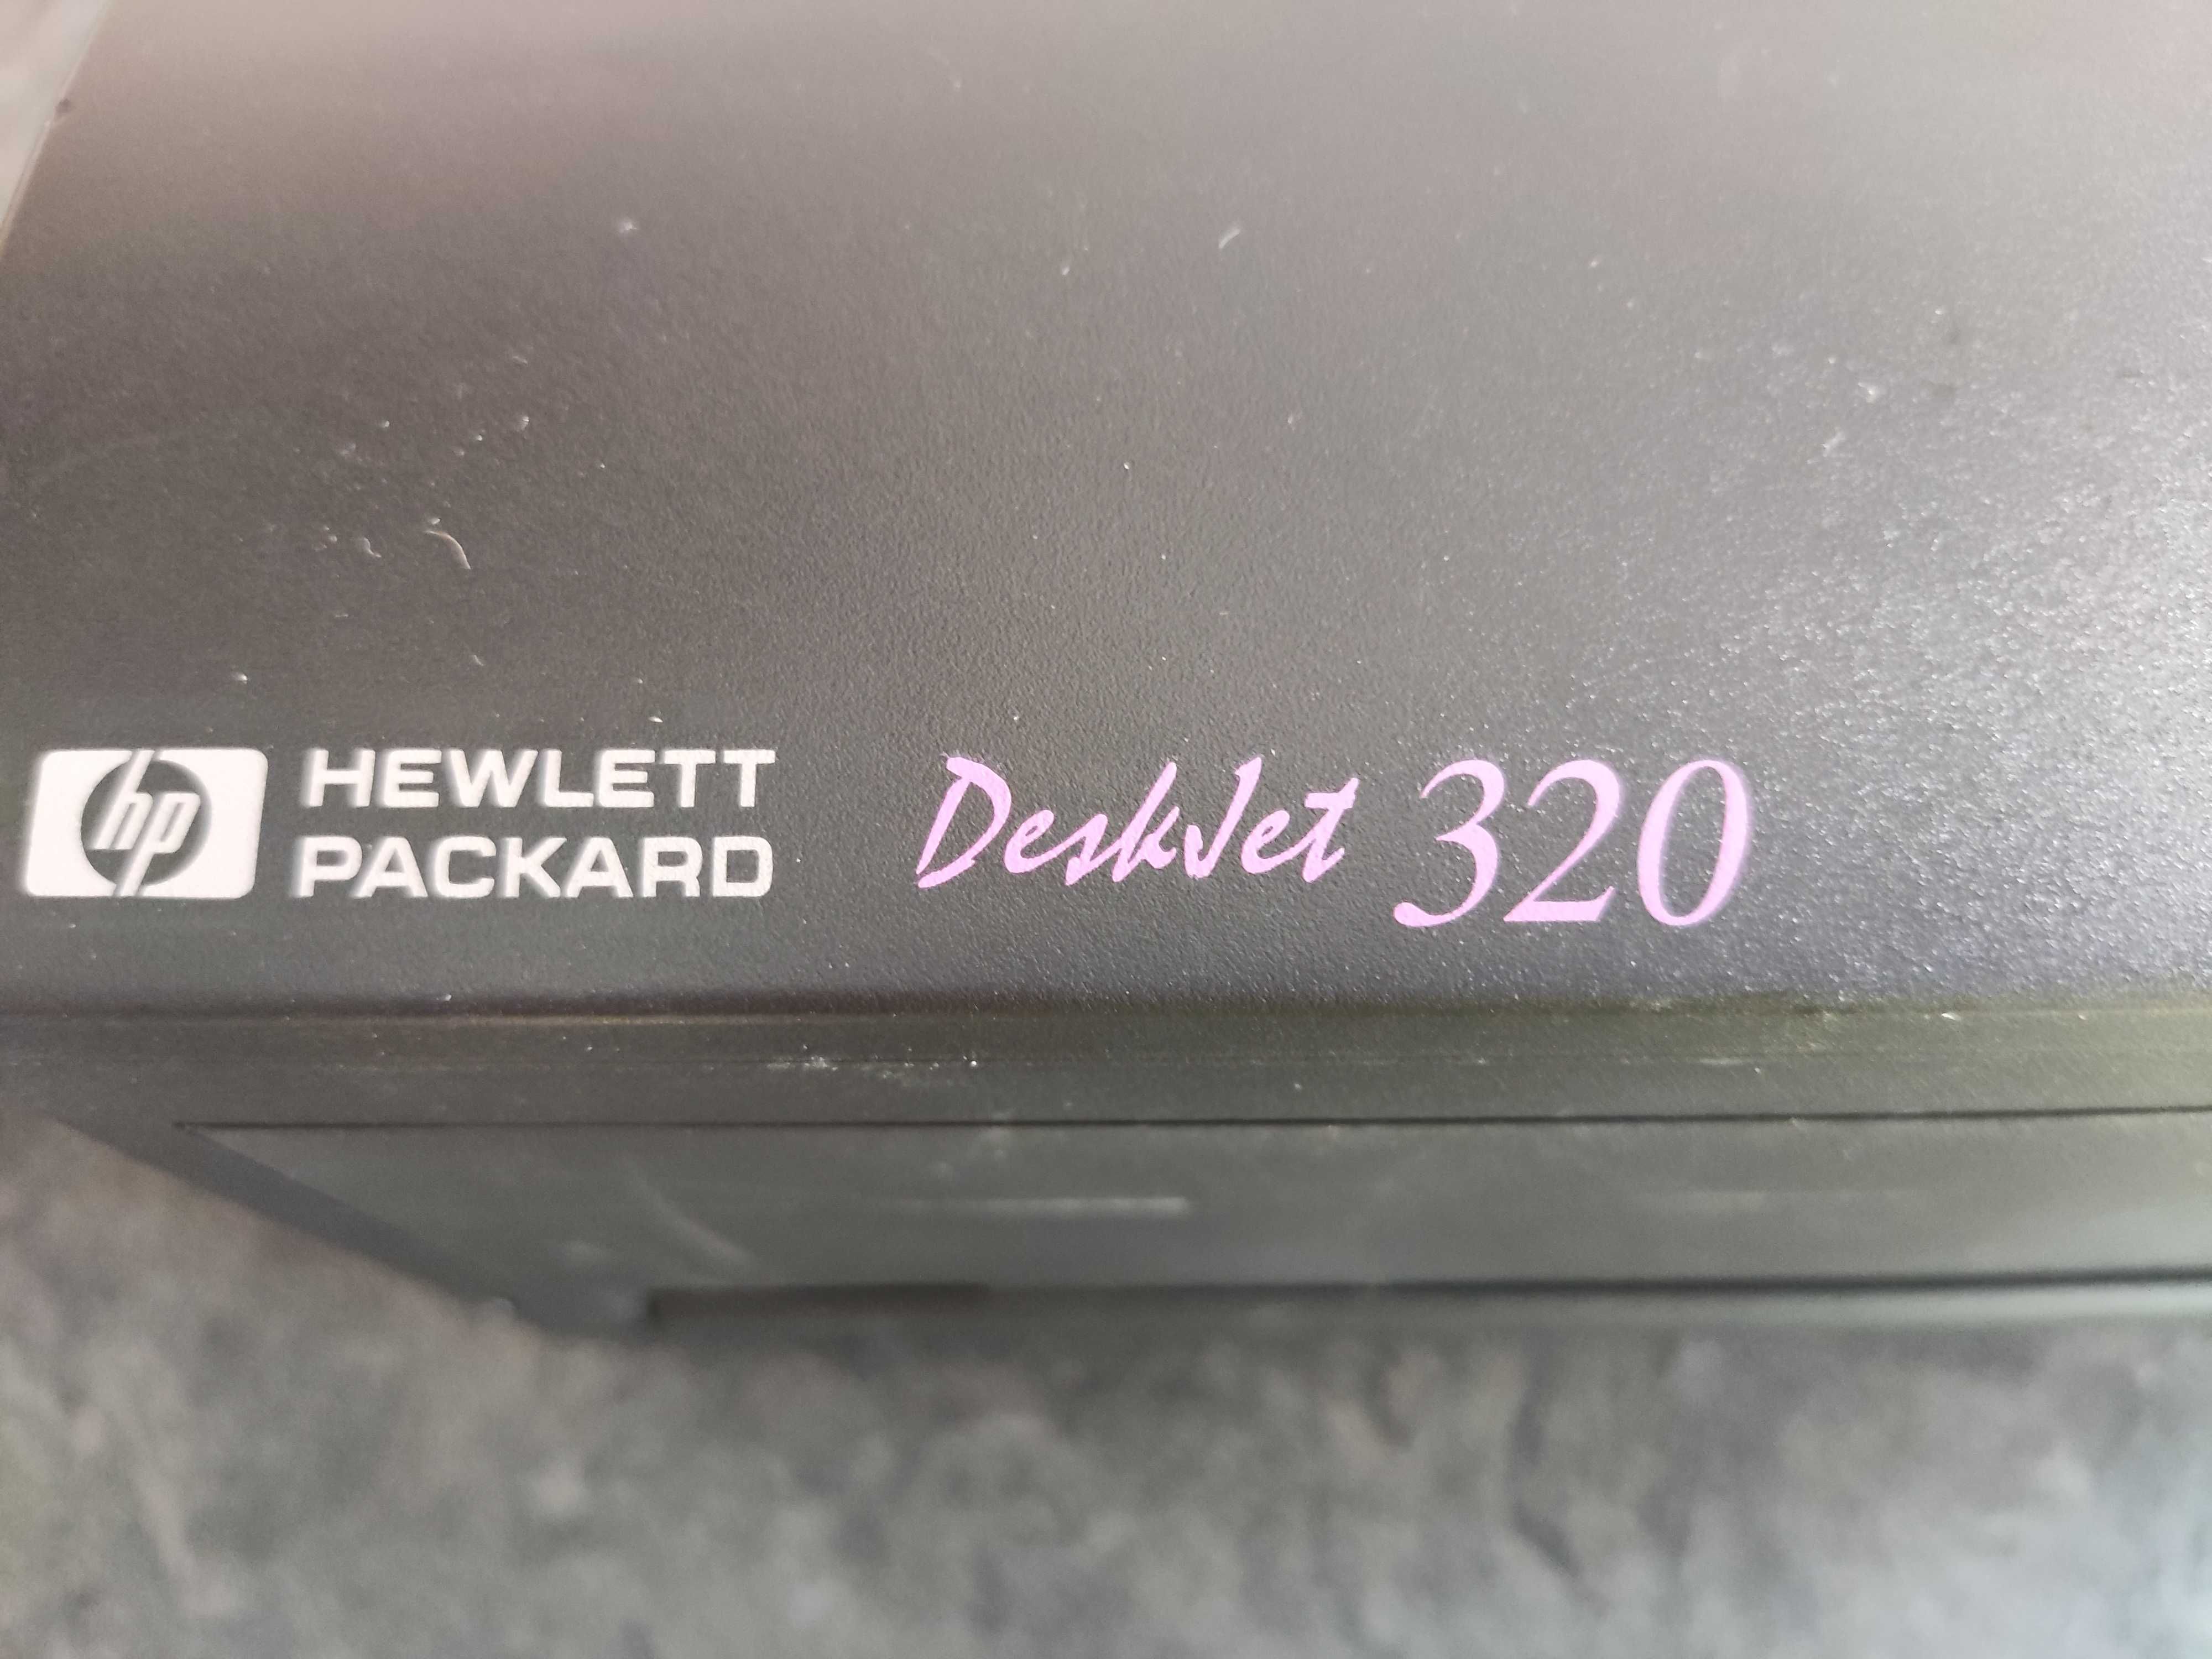 hp HEWLETT
PACKARD
DeskJet 320